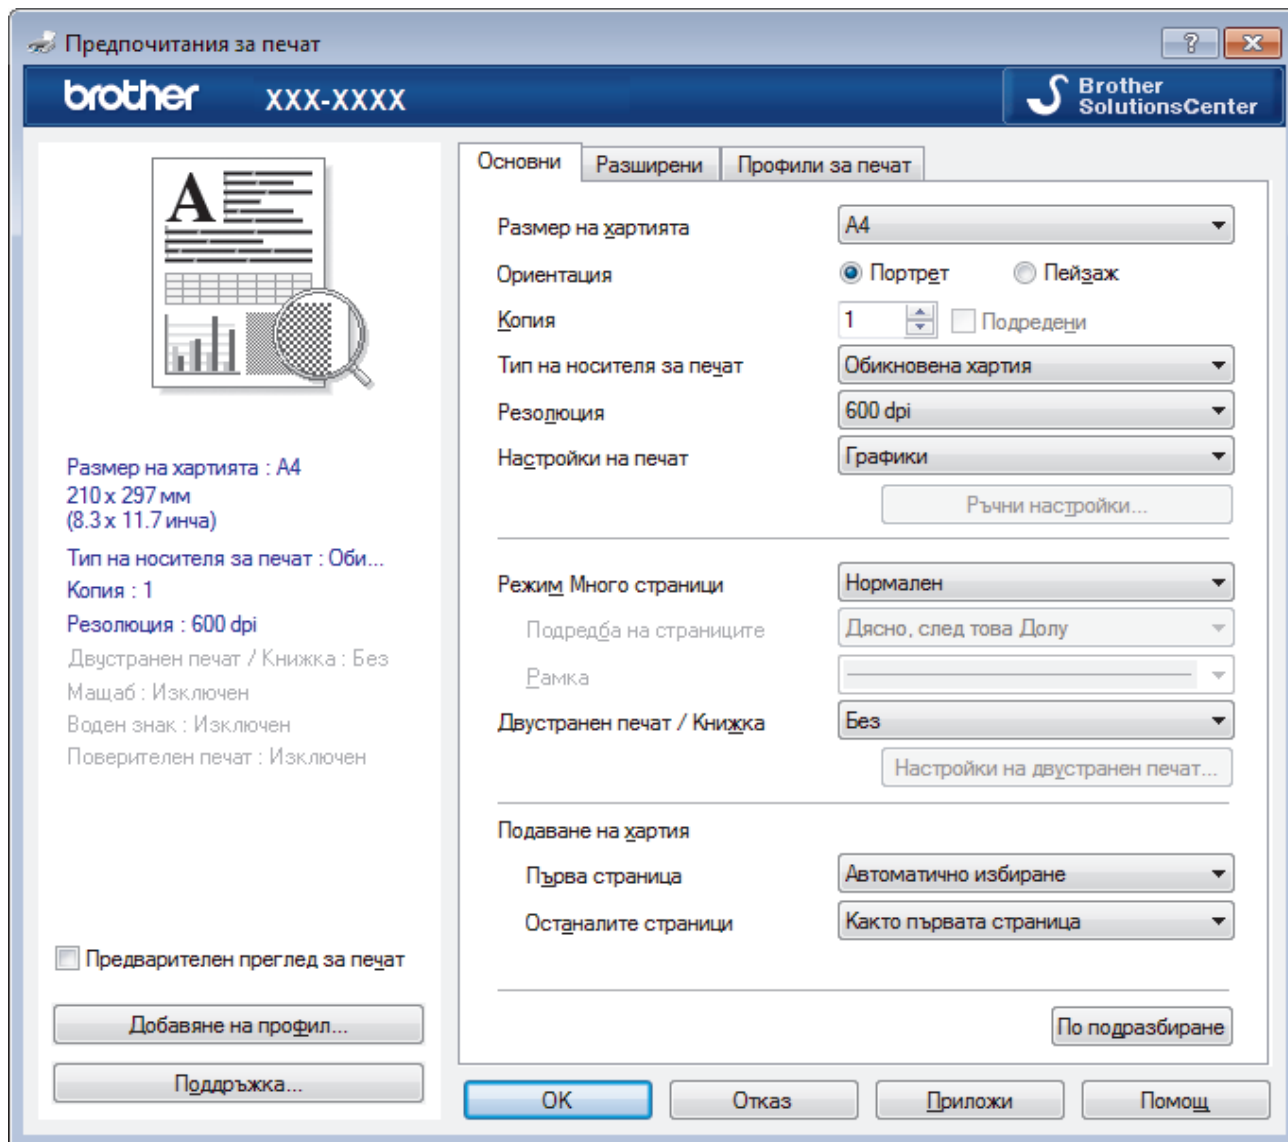 Предпочитания за печат
brother XXX-XXXX
Brother
SolutionsCenter
A
Размер на хартията : A4
210 x 297 мм
(8.3 x 11.7 инча)
Тип на носителя за печат : Оби...
Копия : 1
Резолюция : 600 dpi
Двустранен печат / Книжка : Без
Мащаб : Изключен
Воден знак : Изключен
Поверителен печат : Изключен
Предварителен преглед за печат
Добавяне на профил...
Поддръжка...
Основни Разширени Профили за печат
Размер на хартията A4
Ориентация Портрет Пейзаж
Копия 1 Подредени
Тип на носителя за печат Обикновена хартия
Резолюция 600 dpi
Настройки на печат Графики
Ръчни настройки...
Режим Много страници Нормален
Подредба на страниците Дясно, след това Долу
Рамка
Двустранен печат / Книжка Без
Настройки на двустранен печат...
Подаване на хартия
Първа страница Автоматично избиране
Останалите страници Както първата страница
По подразбиране
OK Отказ Приложи Помощ